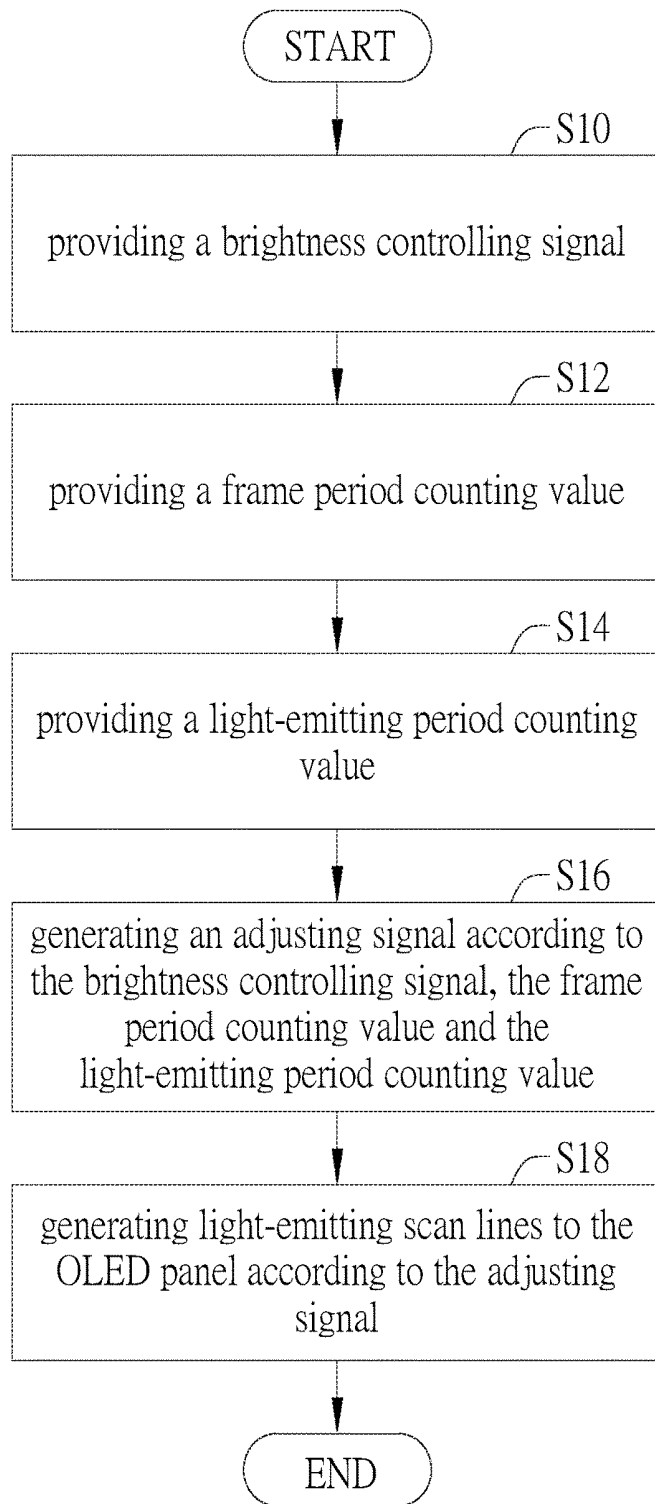 START
S10
providing a brightness controlling signal
S12
providing a frame period counting value
S14
providing a light-emitting period counting
value
S16
generating an adjusting signal according to
the brightness controlling signal, the frame
period counting value and the
light-emitting period counting value
S18
generating light-emitting scan lines to the
OLED panel according to the adjusting
signal
END